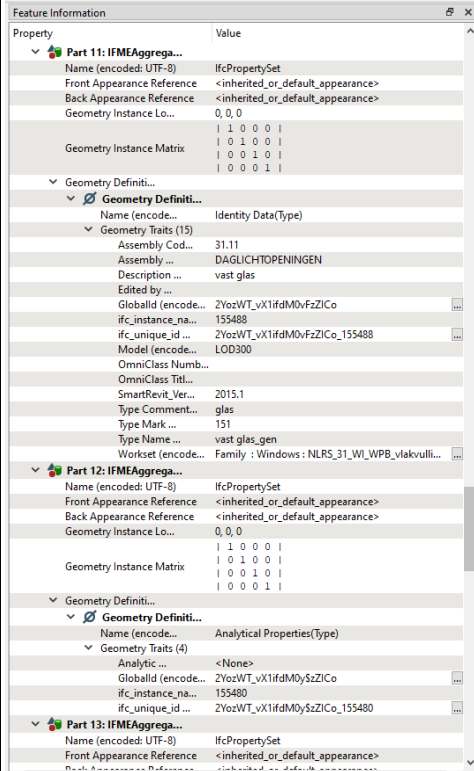 Feature Information
Property Value
Part 11: IFMEAggrega...
Name (encoded: UTF-8) IfcPropertySet
Front Appearance Reference <inherited_or_default_appearance>
Back Appearance Reference <inherited_or_default_appearance>
Geometry Instance Lo... 0, 0, 0
Geometry Instance Matrix
| 1 0 0 0 |
| 0 1 0 0 |
| 0 0 1 0 |
| 0 0 0 1 |
Geometry Definiti...
Geometry Definiti...
Name (encode... Identity Data(Type)
Geometry Traits (15)
Assembly Cod... 31.11
Assembly ... DAGLICHTOPENINGEN
Description ... vast glas
Edited by ...
GlobalId (encode... 2YozWT_vX1ifdM0vFzZICo ...
ifc_instance_na... 155488
ifc_unique_id ... 2YozWT_vX1ifdM0vFzZICo_155488 ...
Model (encode... LOD300
OmniClass Numb...
OmniClass Titl...
SmartRevit_Ver... 2015.1
Type Comment... glas
Type Mark ... 151
Type Name ... vast glas_gen
Workset (encode... Family : Windows : NLRS_31_WI_WPB_vlakvulli... ...
Part 12: IFMEAggrega...
Name (encoded: UTF-8) IfcPropertySet
Front Appearance Reference <inherited_or_default_appearance>
Back Appearance Reference <inherited_or_default_appearance>
Geometry Instance Lo... 0, 0, 0
Geometry Instance Matrix
| 1 0 0 0 |
| 0 1 0 0 |
| 0 0 1 0 |
| 0 0 0 1 |
Geometry Definiti...
Geometry Definiti...
Name (encode... Analytical Properties(Type)
Geometry Traits (4)
Analytic ... <None>
GlobalId (encode... 2YozWT_vX1ifdM0y$zZICo ...
ifc_instance_na... 155480
ifc_unique_id ... 2YozWT_vX1ifdM0y$zZICo_155480 ...
Part 13: IFMEAggrega...
Name (encoded: UTF-8) IfcPropertySet
Front Appearance Reference <inherited_or_default_appearance>
Back Appearance Reference <inherited_or_default_appearance>